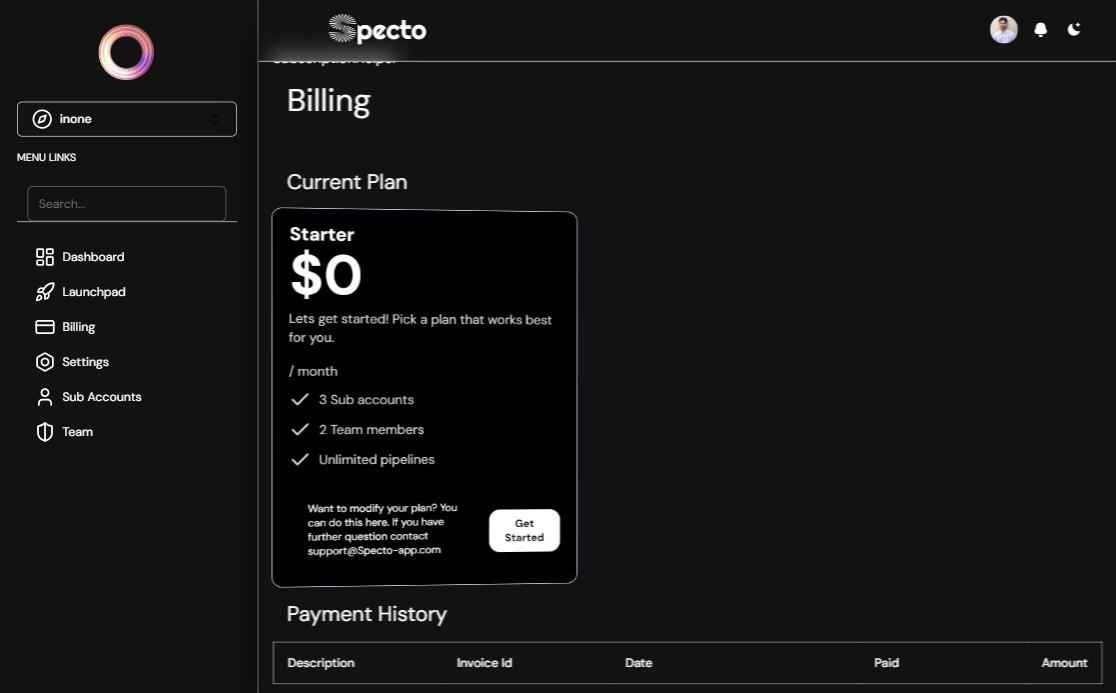 Specto
inone
MENU LINKS
Search...
Dashboard
Launchpad
Billing
Settings
Sub Accounts
Team
Billing
Current Plan
Starter
$0
Lets get started! Pick a plan that works best
for you.
/ month
3 Sub accounts
2 Team members
Unlimited pipelines
Want to modify your plan? You
can do this here. If you have
further question contact
support@Specto-app.com
Get
Started
Payment History
Description Invoice Id Date Paid Amount